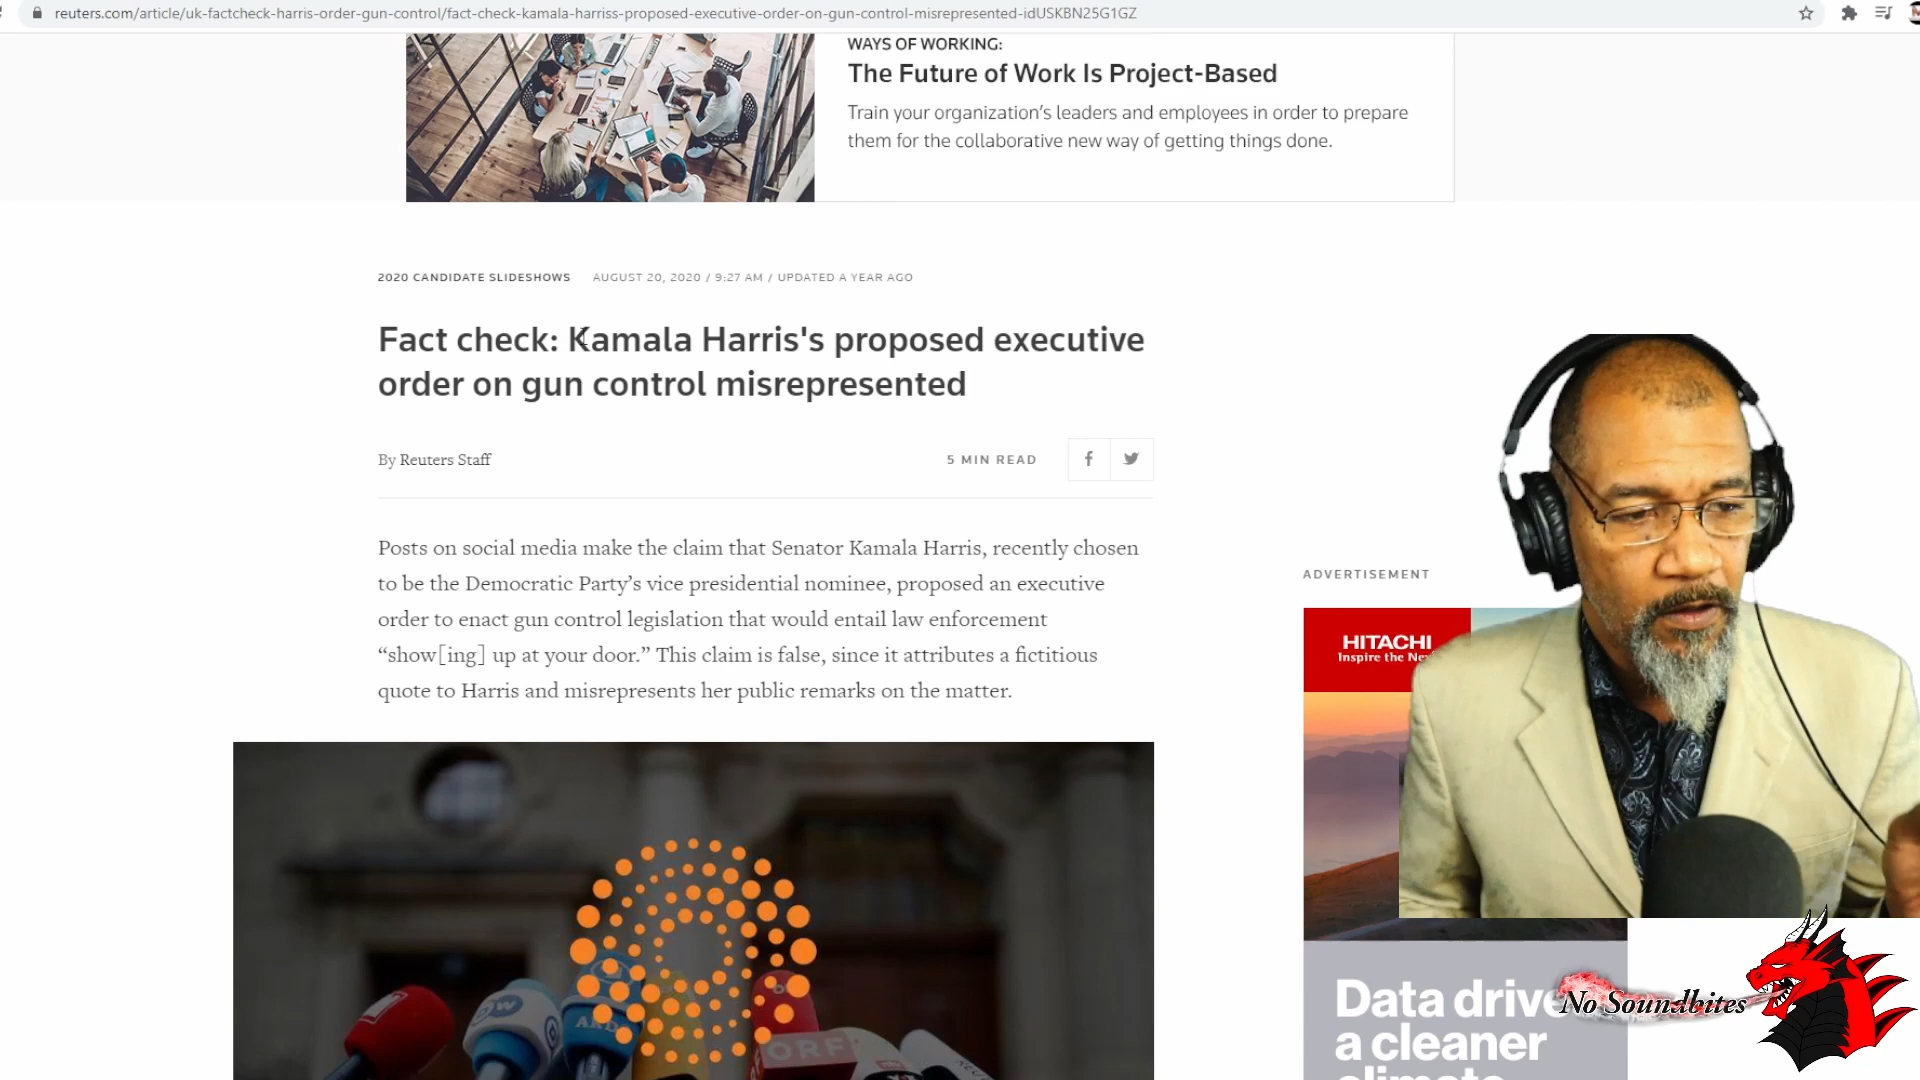 reuters.com/article/uk-factcheck-harris-order-gun-control/fact-check-kamala-harriss-proposed-executive-order-on-gun-control-misrepresented-idUSKBN25G1GZ
WAYS OF WORKING:
The Future of Work Is Project-Based
Train your organization's leaders and employees in order to prepare
them for the collaborative new way of getting things done.
2020 CANDIDATE SLIDESHOWS AUGUST 20, 2020 / 9:27 AM / UPDATED A YEAR AGO
Fact check: Kamala Harris's proposed executive
order on gun control misrepresented
By Reuters Staff
5 MIN READ
Posts on social media make the claim that Senator Kamala Harris, recently chosen
to be the Democratic Party’s vice presidential nominee, proposed an executive
order to enact gun control legislation that would entail law enforcement
“show[ing] up at your door.” This claim is false, since it attributes a fictitious
quote to Harris and misrepresents her public remarks on the matter.
ADVERTISEMENT
HITACHI
Inspire the
Data drive
a cleaner
climate
No Soundbites
ARD
ORF